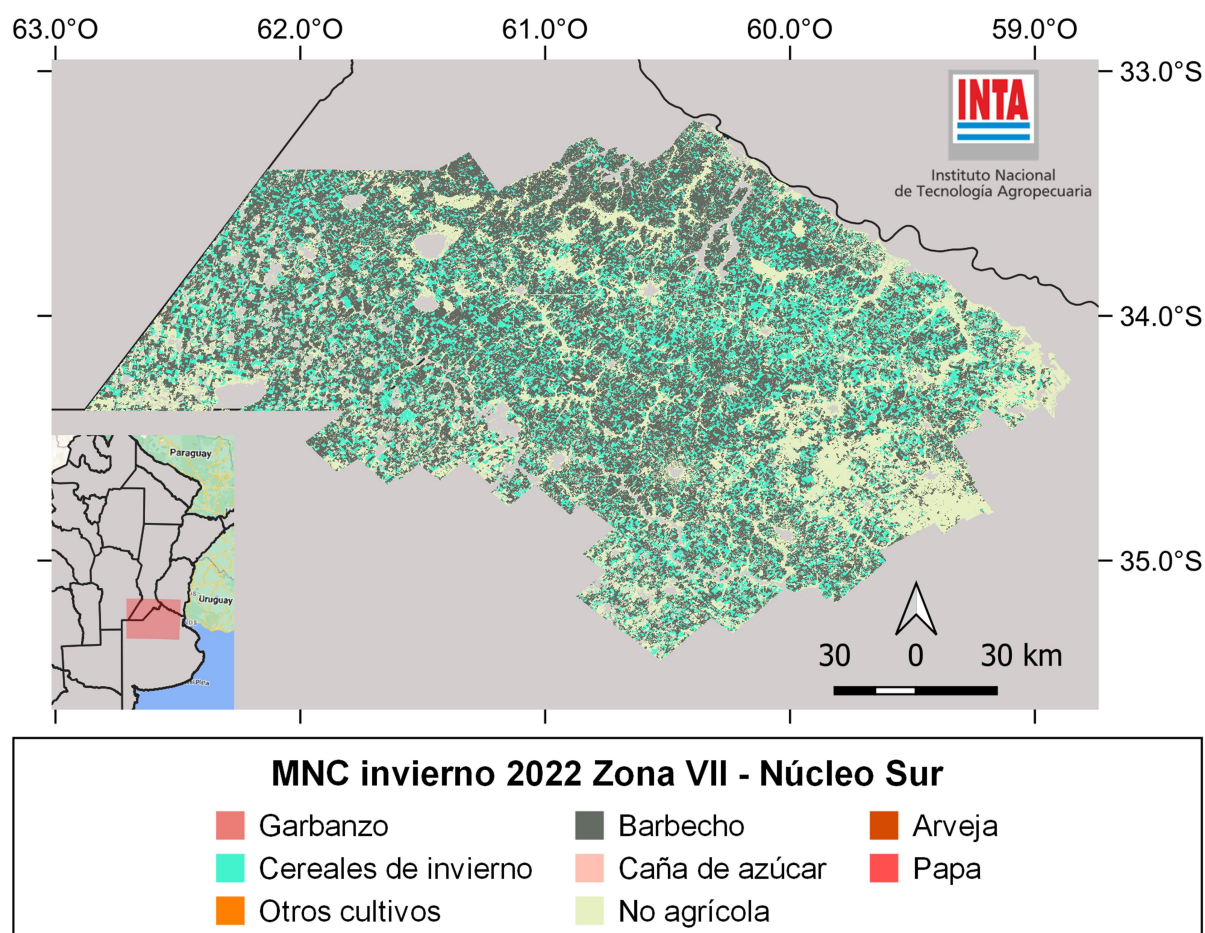 63.0°O 62.0°O 61.0°O 60.0°O 59.0°O
33.0°S
INTA
Instituto Nacional
de Tecnología Agropecuaria
34.0°S
Paraguay
35.0°S
Uruguay
30 0 30 km
MNC invierno 2022 Zona VII - Núcleo Sur
Garbanzo Barbecho Arveja
Cereales de invierno Caña de azúcar Papa
Otros cultivos No agrícola